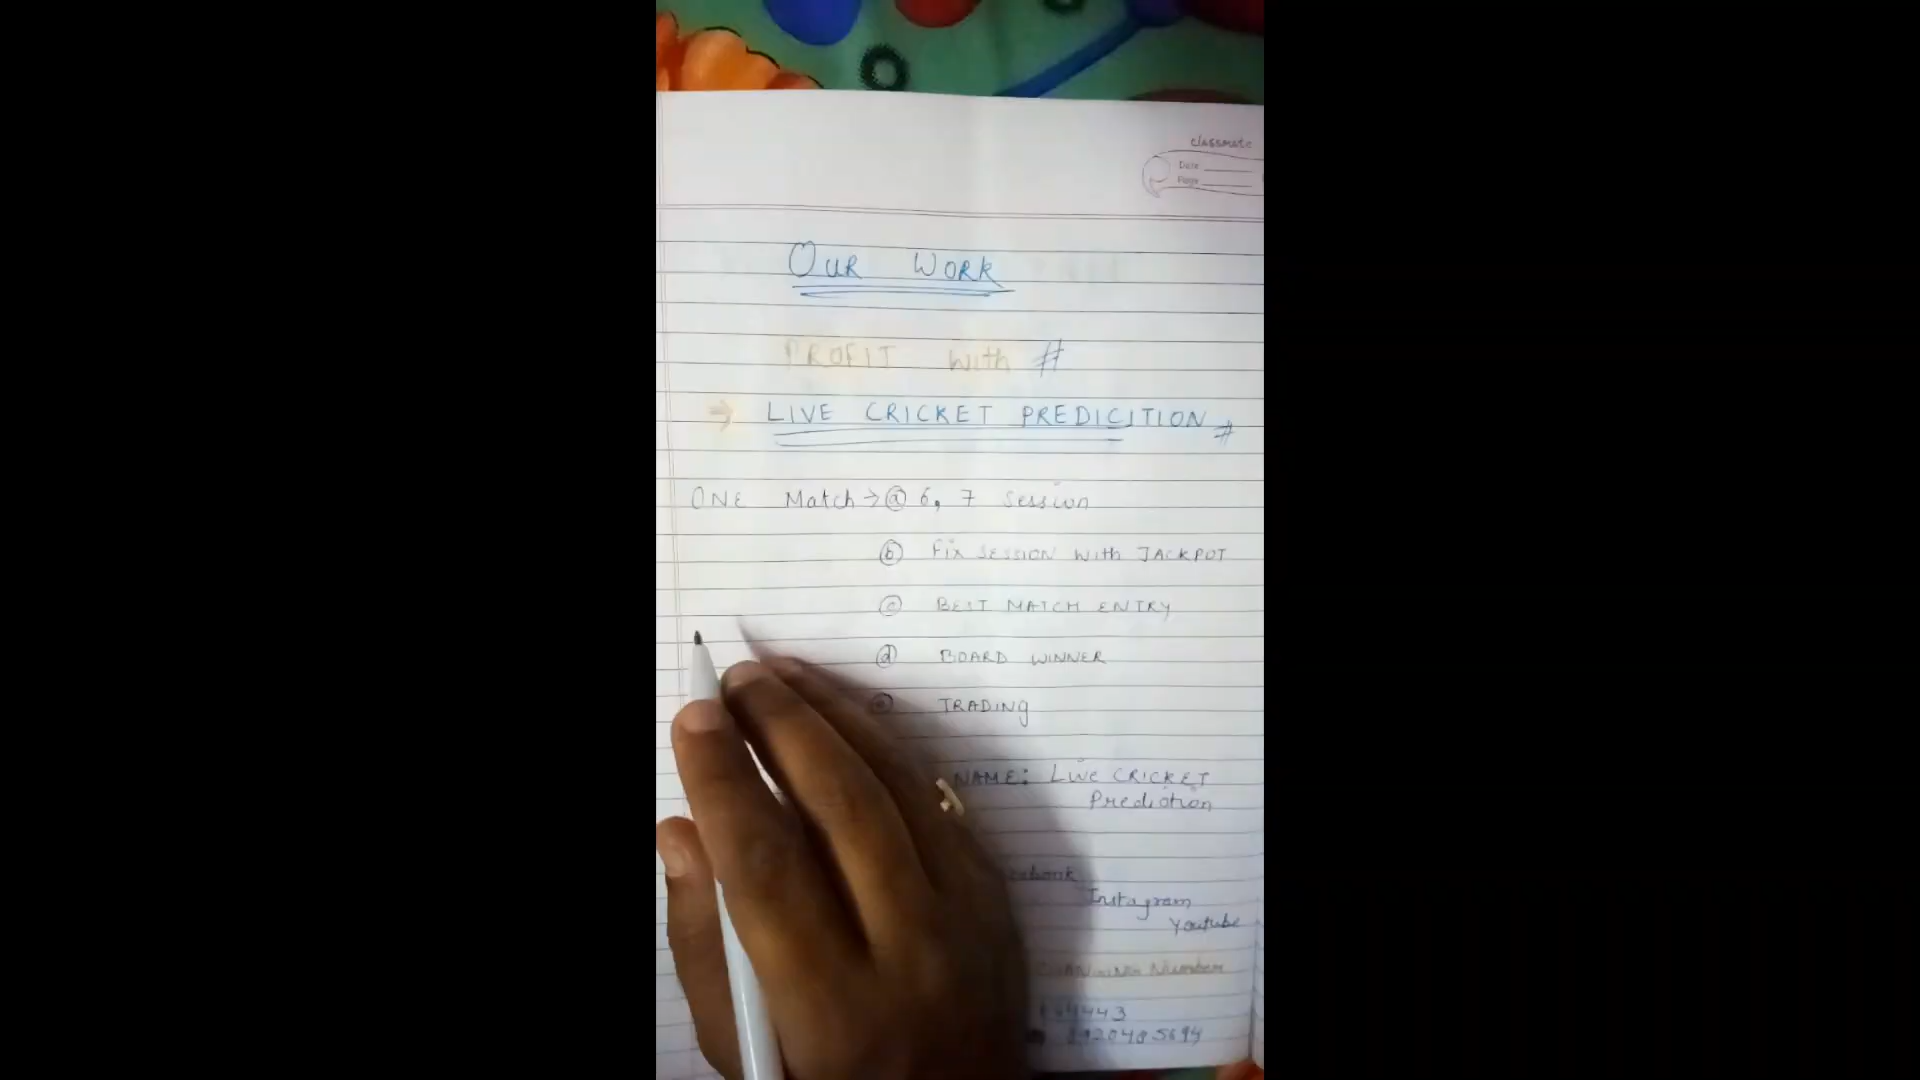 classmate
Date
Page
OUR WORK
PROFIT with #
⇒ LIVE CRICKET PREDICITION #
ONE Match → ⓐ 6, 7 Session
ⓑ Fix SESSION With JACKPOT
ⓒ BEST MATCH ENTRY
ⓓ BOARD WINNER
ⓔ TRADINg
NAME: Live CRICKET
Prediction
Instagram
Youtube
Number